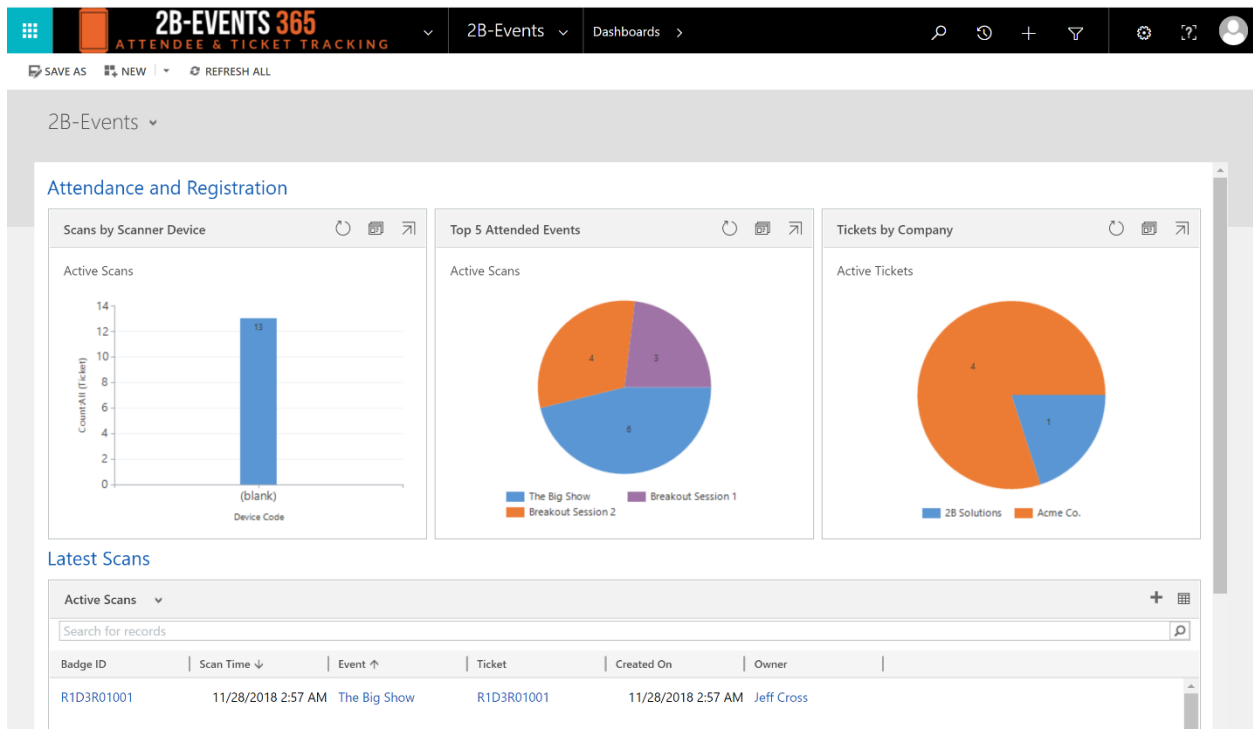 2B-EVENTS 365
ATTENDEE & TICKET TRACKING
2B-Events
Dashboards
SAVE AS
NEW
REFRESH ALL
2B-Events
Attendance and Registration
Scans by Scanner Device
Active Scans
14
12
10
8
6
4
2
0
Count:All (Ticket)
13
(blank)
Device Code
Top 5 Attended Events
Active Scans
4
3
6
The Big Show
Breakout Session 1
Breakout Session 2
Tickets by Company
Active Tickets
4
1
2B Solutions
Acme Co.
Latest Scans
Active Scans
Search for records
Badge ID Scan Time Event Ticket Created On Owner
R1D3R01001 11/28/2018 2:57 AM The Big Show R1D3R01001 11/28/2018 2:57 AM Jeff Cross